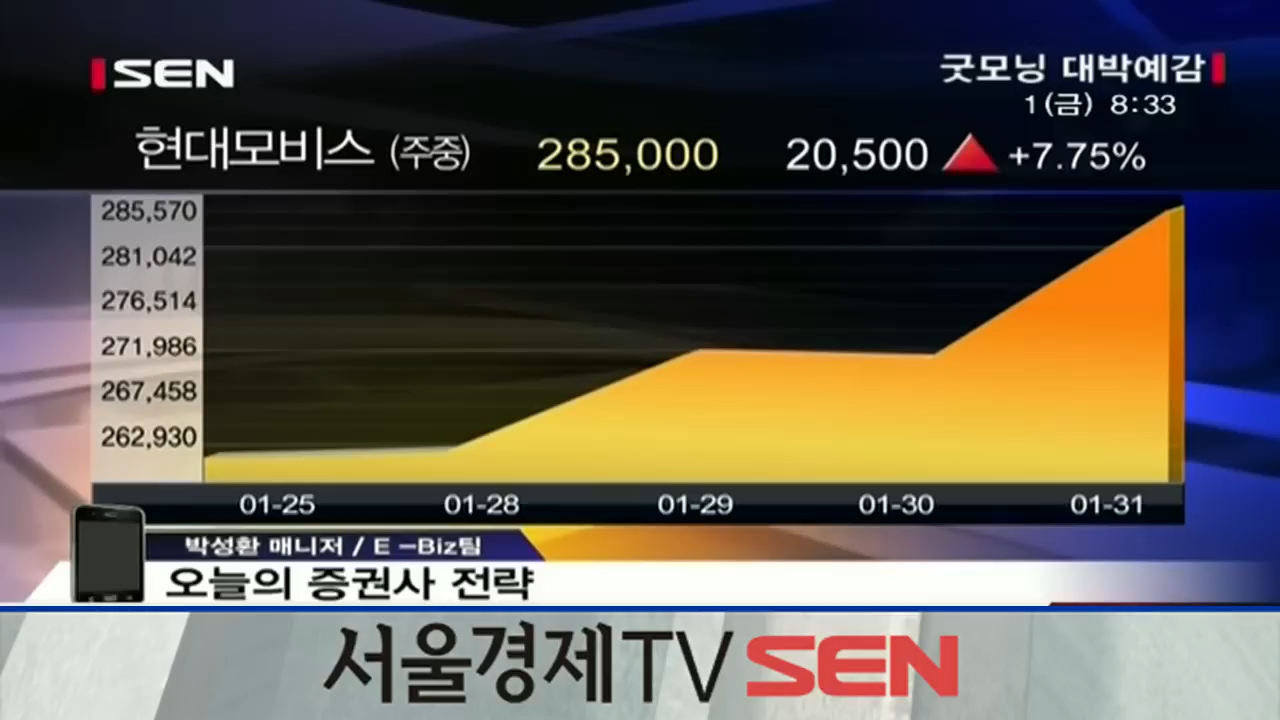 SEN
굿모닝 대박예감
1(금) 8:33
현대모비스 (주중) 285,000 20,500 ▲ +7.75%
285,570
281,042
276,514
271,986
267,458
262,930
01-25 01-28 01-29 01-30 01-31
박성환 매니저 / E -Biz팀
오늘의 증권사 전략
서울경제TV SEN